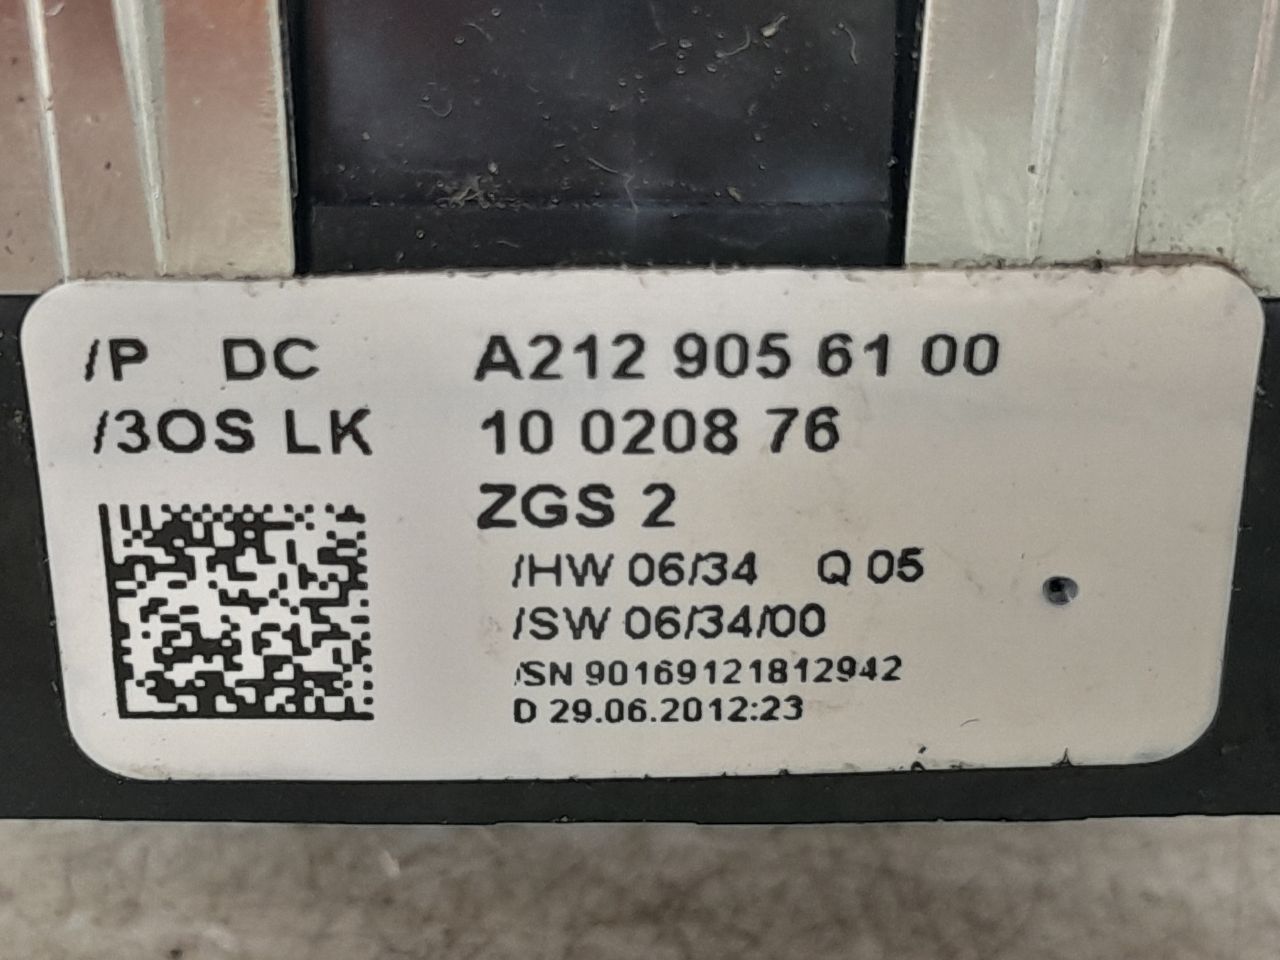 /P DC A212 905 61 00
/3OS LK 10 0208 76
ZGS 2
/HW 06/34 Q 05
/SW 06/34/00
/SN 90169121812942
D 29.06.2012:23